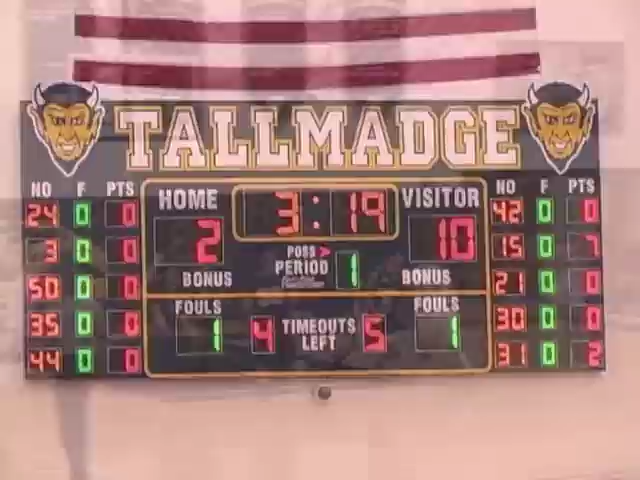 TALLMADGE
NO F PTS
24 0 0
3 0 0
50 0 0
35 0 0
44 0 0
HOME 3:19 VISITOR
2 10
POSS >
PERIOD 1
BONUS BONUS
FOULS FOULS
1 4 TIMEOUTS LEFT 5 1
NO F PTS
42 0 0
15 0 7
21 0 0
30 0 0
31 0 2